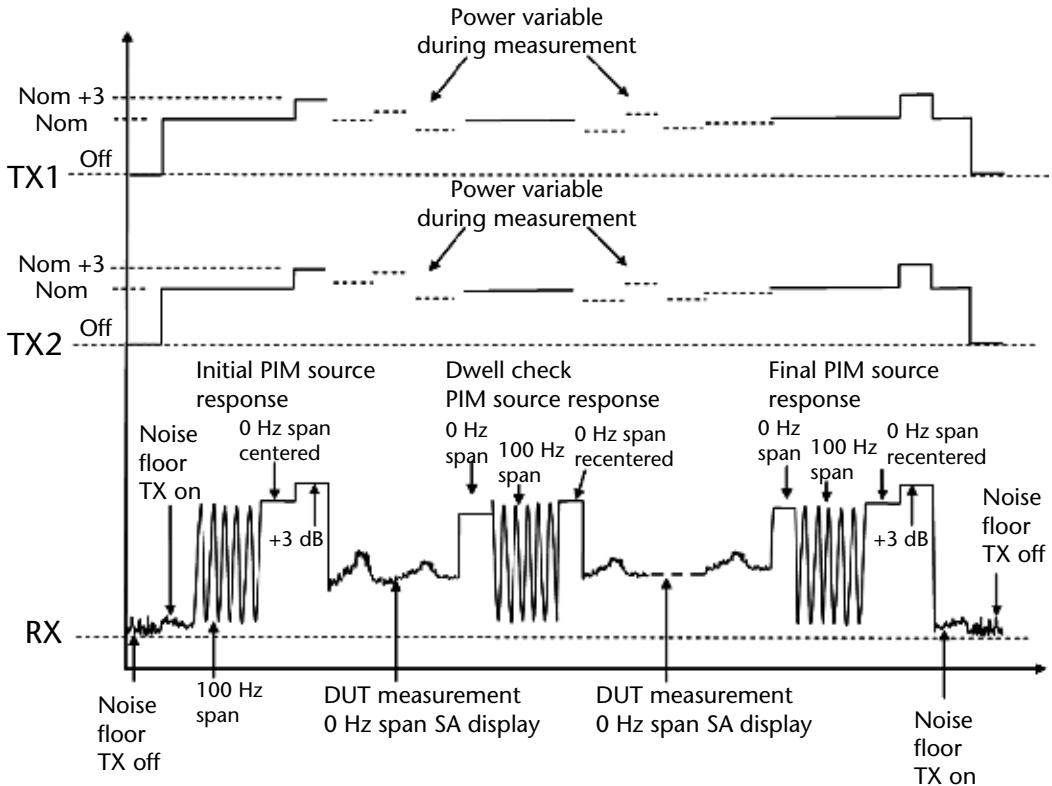 Power variable
during measurement
Nom +3
Nom
Off
TX1
Power variable
during measurement
Nom +3
Nom
Off
TX2
Initial PIM source
response
0 Hz span
centered
Noise
floor
TX on
+3 dB
Dwell check
PIM source response
0 Hz
span
100 Hz
span
0 Hz span
recentered
Final PIM source
response
0 Hz
span
100 Hz
span
0 Hz span
recentered
+3 dB
Noise
floor
TX off
RX
Noise
floor
TX off
100 Hz
span
DUT measurement
0 Hz span SA display
DUT measurement
0 Hz span SA display
Noise
floor
TX on